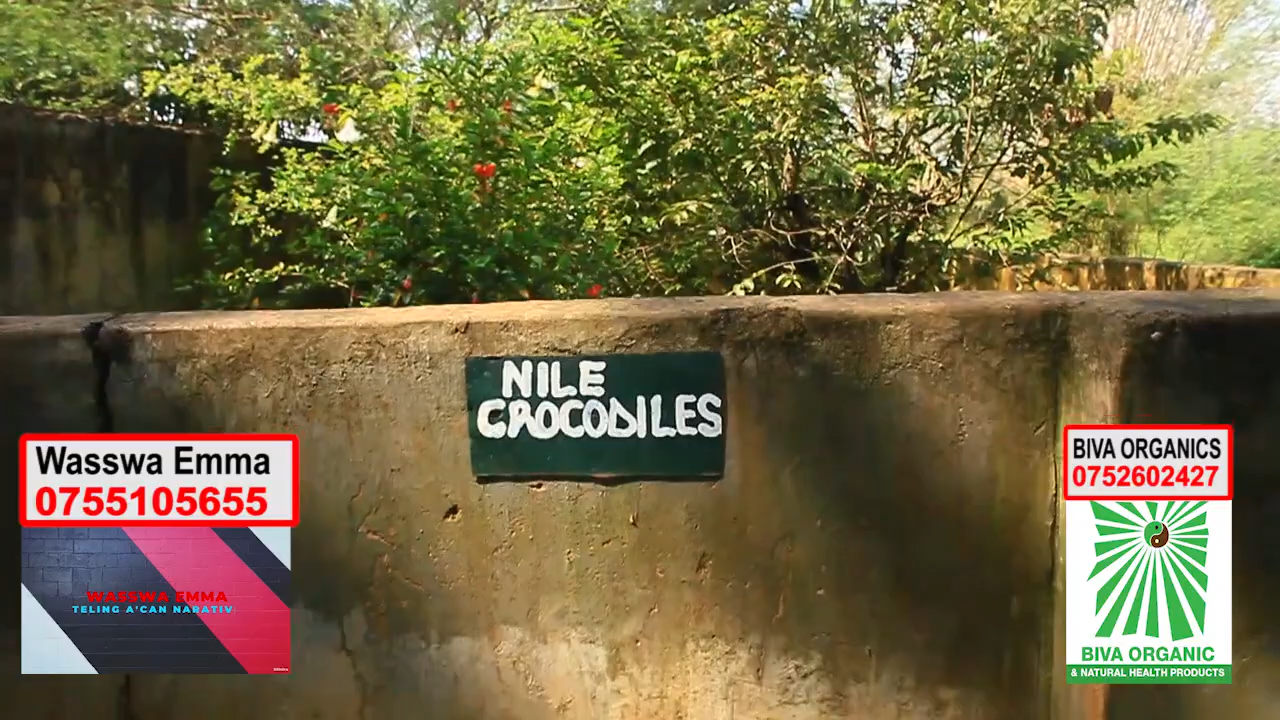 NILE
CROCODILES
Wasswa Emma
0755105655
WASSWA EMMA
TELING A'CAN NARATIV
BIVA ORGANICS
0752602427
BIVA ORGANIC
& NATURAL HEALTH PRODUCTS